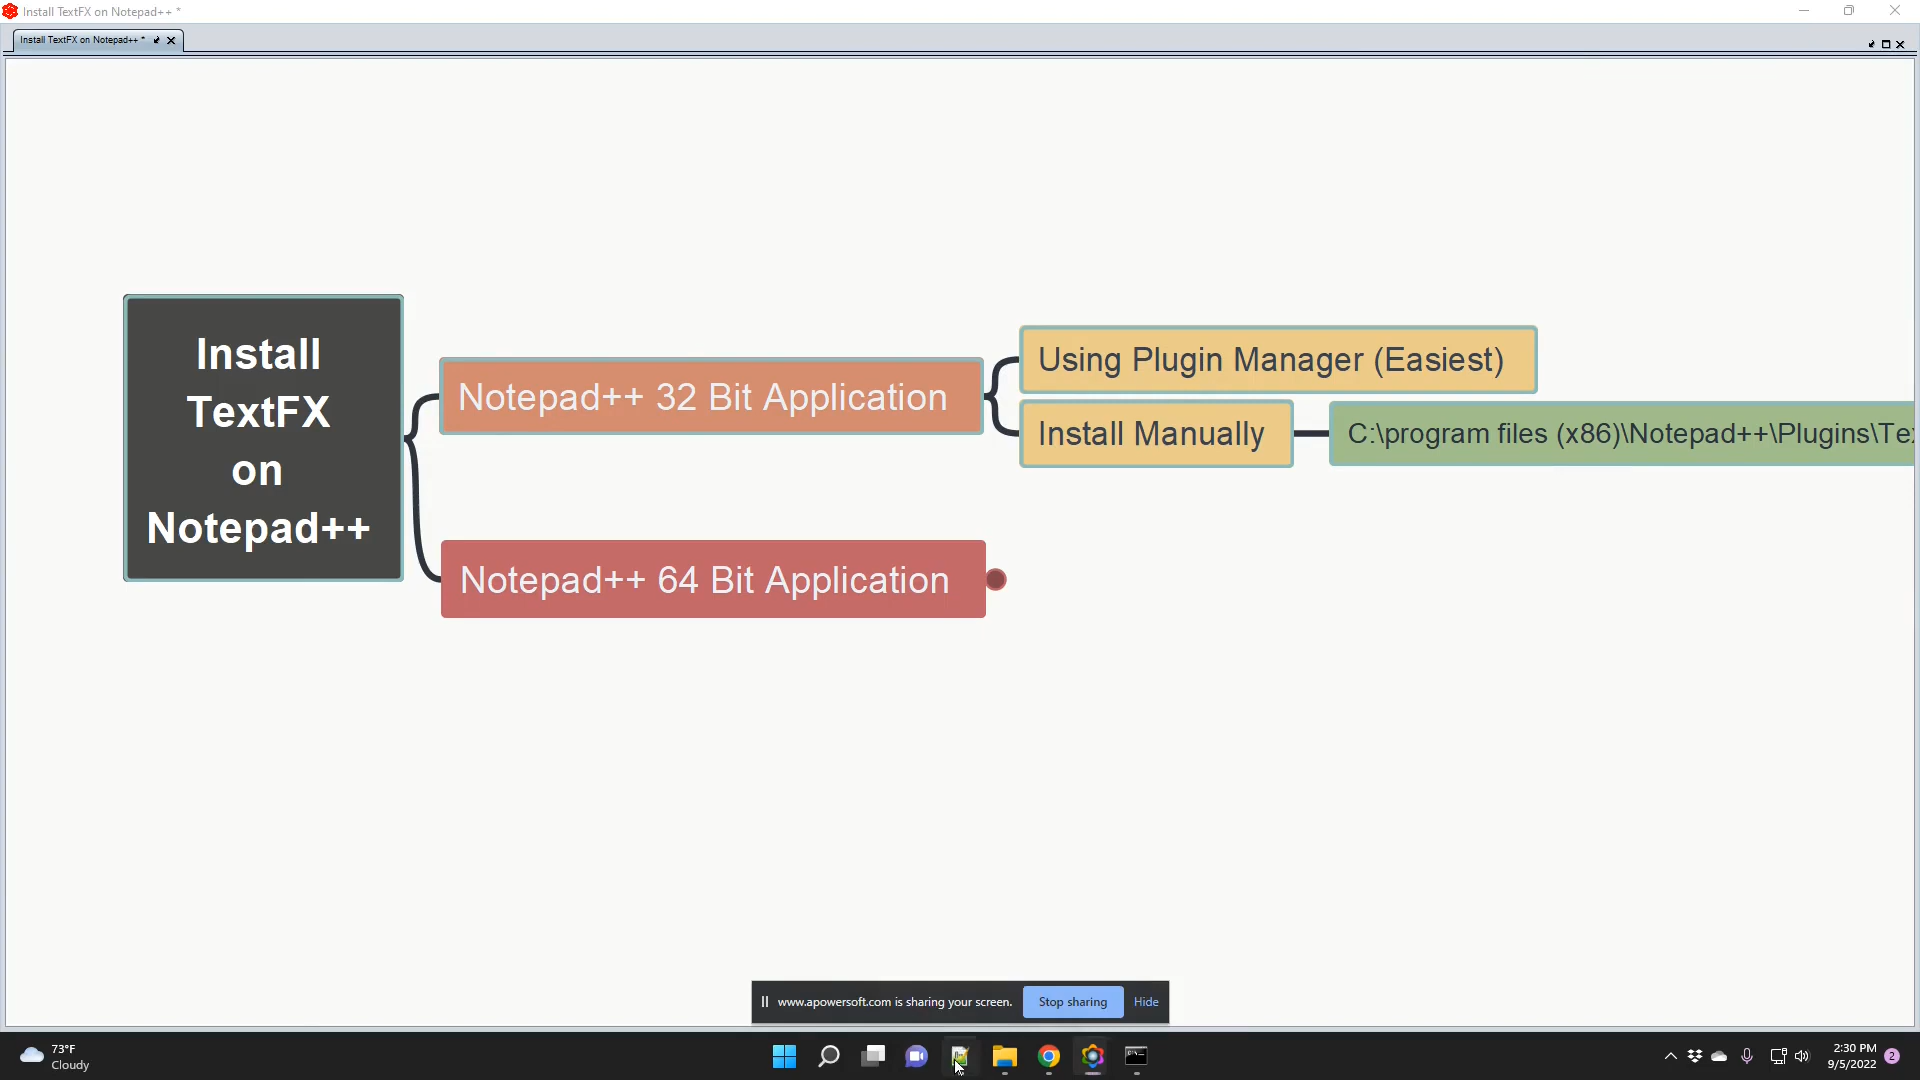 Install TextFX on Notepad++ *
Install TextFX on Notepad++ *
Install
TextFX
on
Notepad++
Notepad++ 32 Bit Application
Using Plugin Manager (Easiest)
Install Manually
C:\program files (x86)\Notepad++\Plugins\Te
Notepad++ 64 Bit Application
www.apowersoft.com is sharing your screen.
Stop sharing
Hide
73°F
Cloudy
2:30 PM
9/5/2022
2